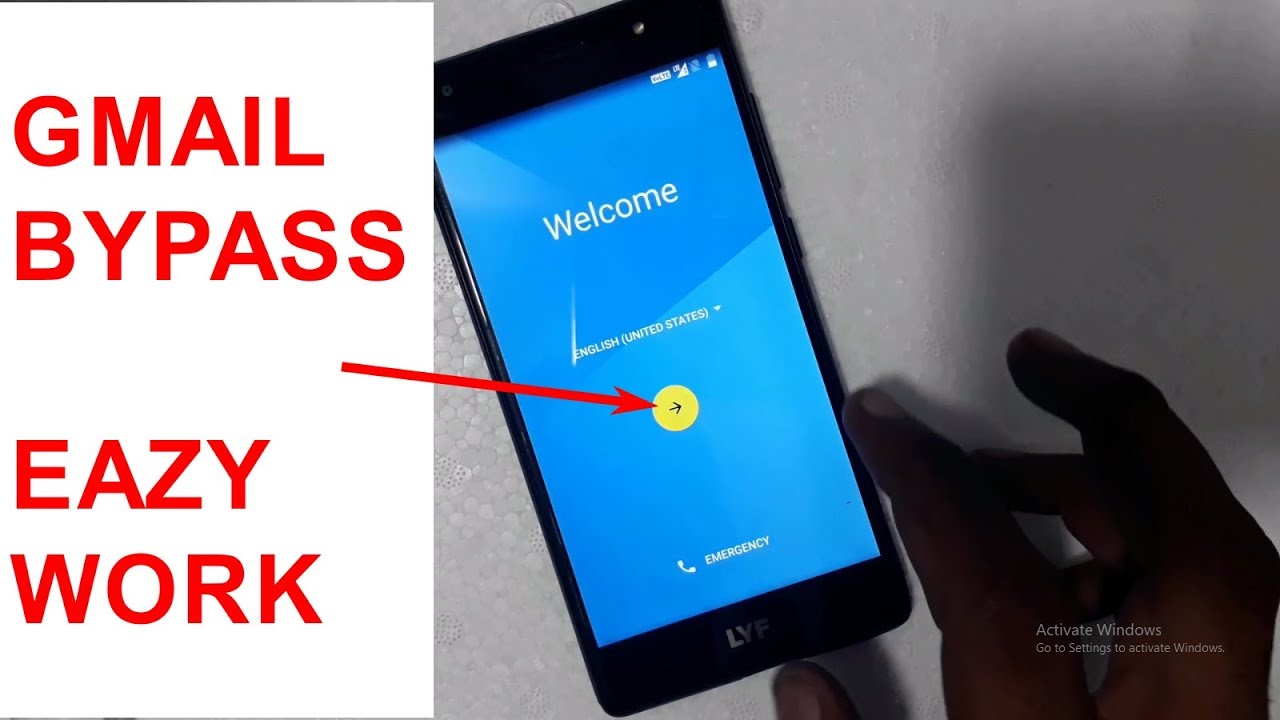 GMAIL
BYPASS
EAZY
WORK
VoLTE
LTE
Welcome
ENGLISH (UNITED STATES)
EMERGENCY
LYF
Activate Windows
Go to Settings to activate Windows.